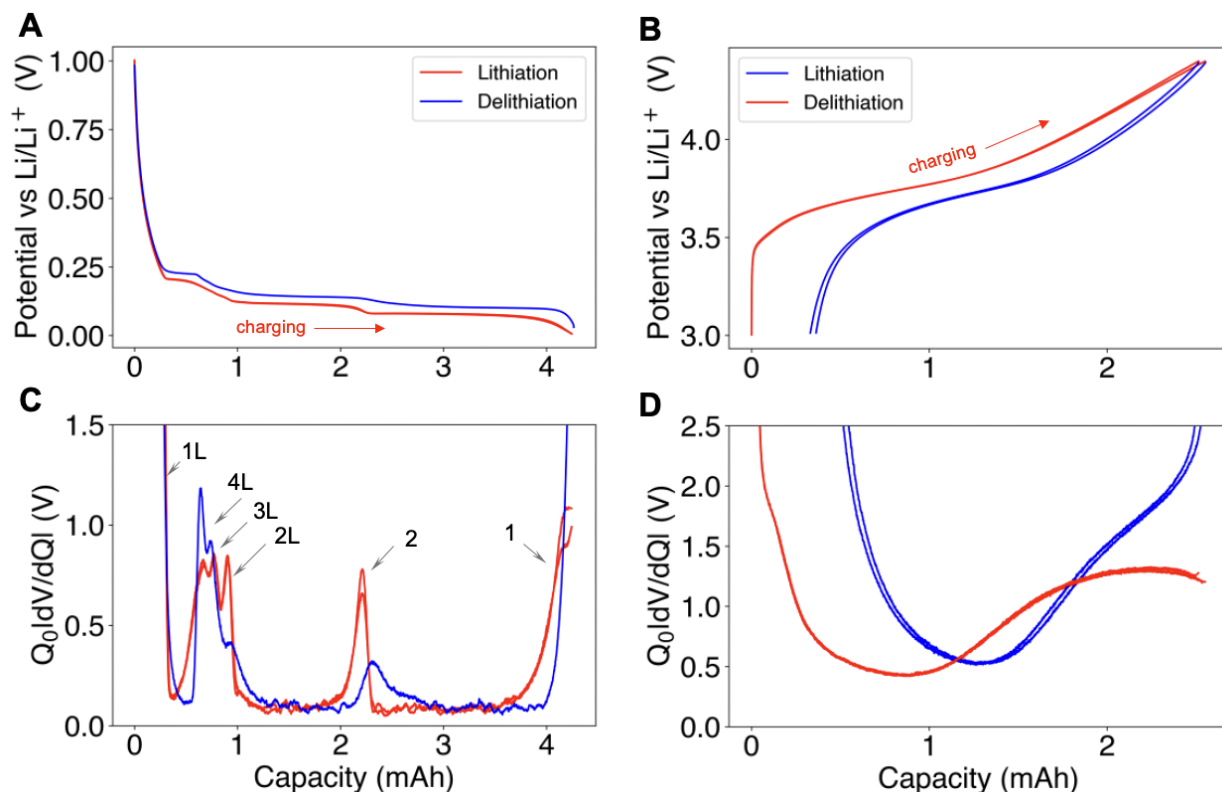 A
Potential vs Li/Li⁺ (V)
1.00
0.75
0.50
0.25
0.00
Lithiation
Delithiation
charging
0 1 2 3 4
B
Potential vs Li/Li⁺ (V)
4.0
3.5
3.0
Lithiation
Delithiation
charging
0 1 2
C
Q₀|dV/dQ| (V)
1.5
1.0
0.5
0.0
1L
4L
3L
2L
2
1
0 1 2 3 4
Capacity (mAh)
D
Q₀|dV/dQ| (V)
2.5
2.0
1.5
1.0
0.5
0.0
0 1 2
Capacity (mAh)